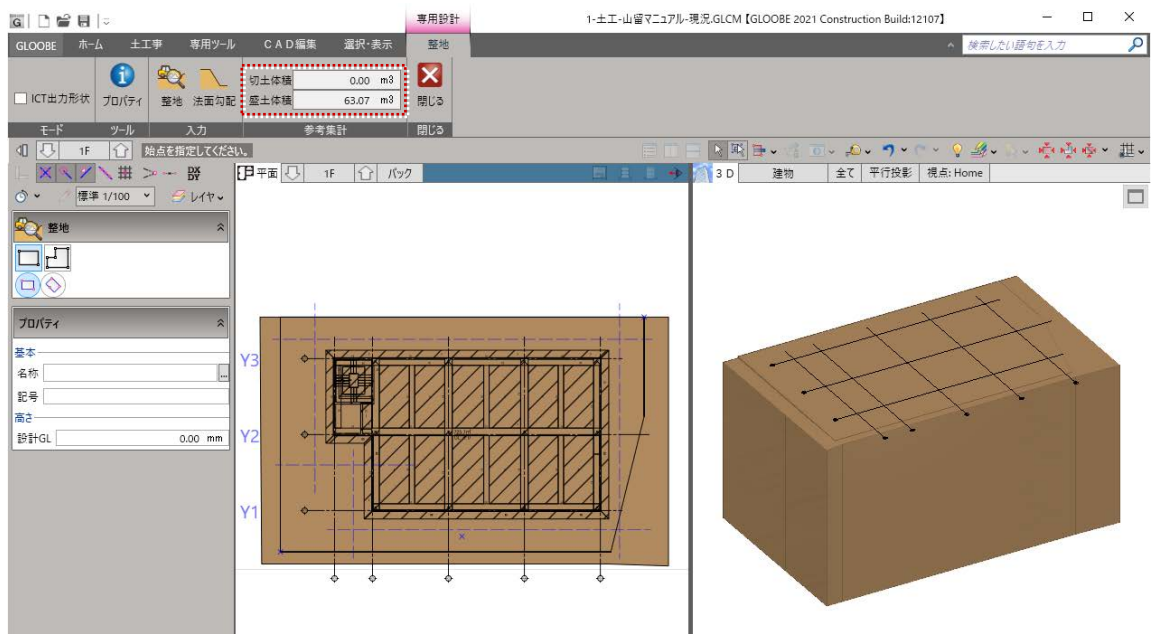 専用設計
1-土工-山留マニュアル-現況.GLCM 【GLOOBE 2021 Construction Build:12107】
GLOOBE ホーム 土工事 専用ツール CAD編集 選択・表示 整地
検索したい語句を入力
ICT出力形状 プロパティ 整地 法面勾配
切土体積 0.00 m3
盛土体積 63.07 m3
閉じる
モード ツール 入力 参考集計 閉じる
1F 始点を指定してください。
平面 1F バック
3 D 建物 全て 平行投影 視点: Home
標準 1/100 レイヤ
整地
プロパティ
基本
名称
...
記号
高さ
設計GL 0.00 mm
Y3
Y2
Y1